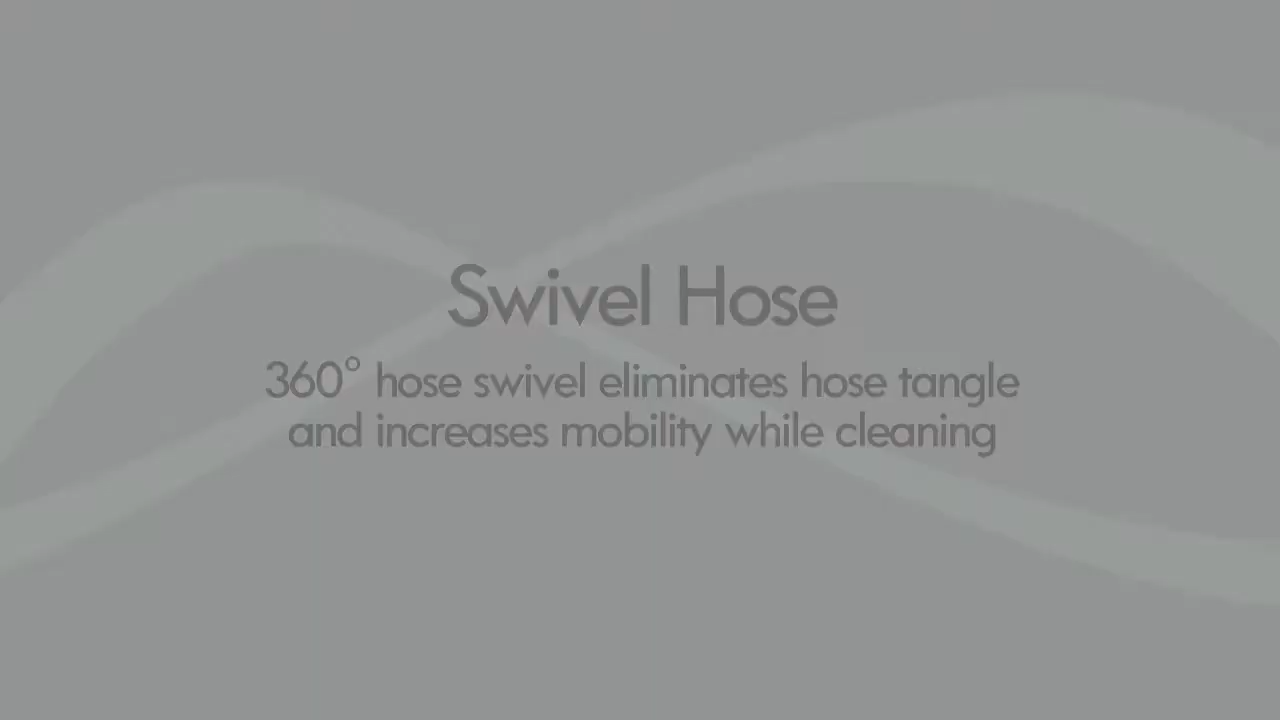 Swivel Hose
360° hose swivel eliminates hose tangle
and increases mobility while cleaning